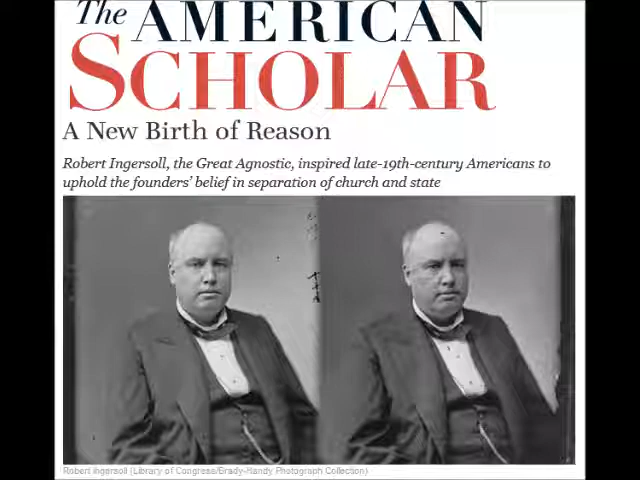 The AMERICAN
SCHOLAR
A New Birth of Reason
Robert Ingersoll, the Great Agnostic, inspired late-19th-century Americans to
uphold the founders' belief in separation of church and state
Robert Ingersoll (Library of Congress/Brady-Handy Photograph Collection)